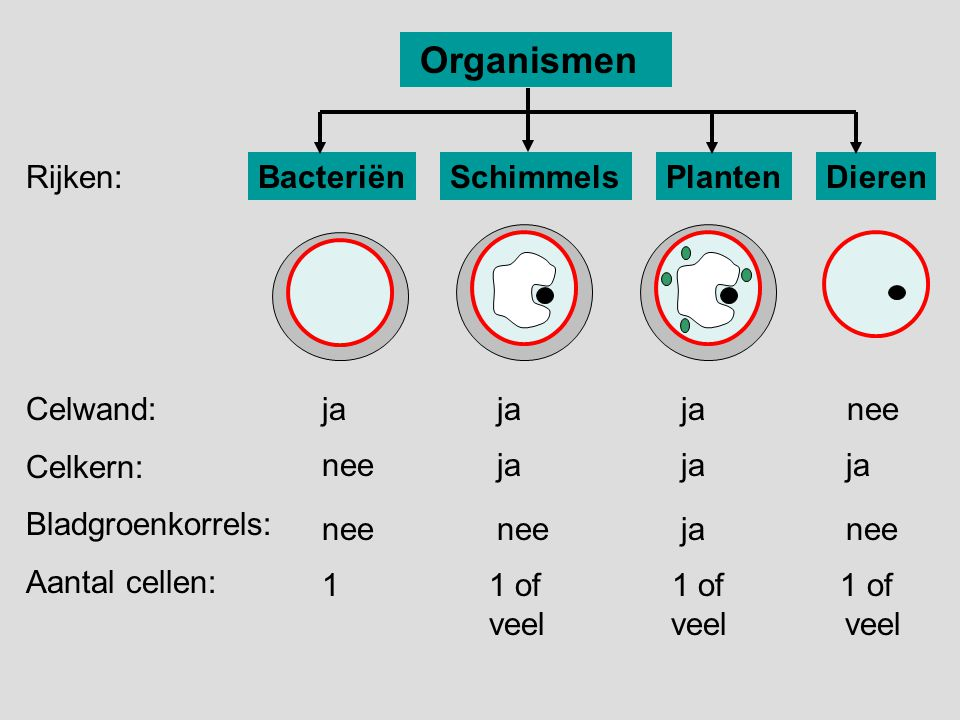 Organismen
Rijken: Bacteriën Schimmels Planten Dieren
Celwand: ja ja ja nee
Celkern: nee ja ja ja
Bladgroenkorrels: nee nee ja nee
Aantal cellen: 1 1 of 1 of 1 of
veel veel veel